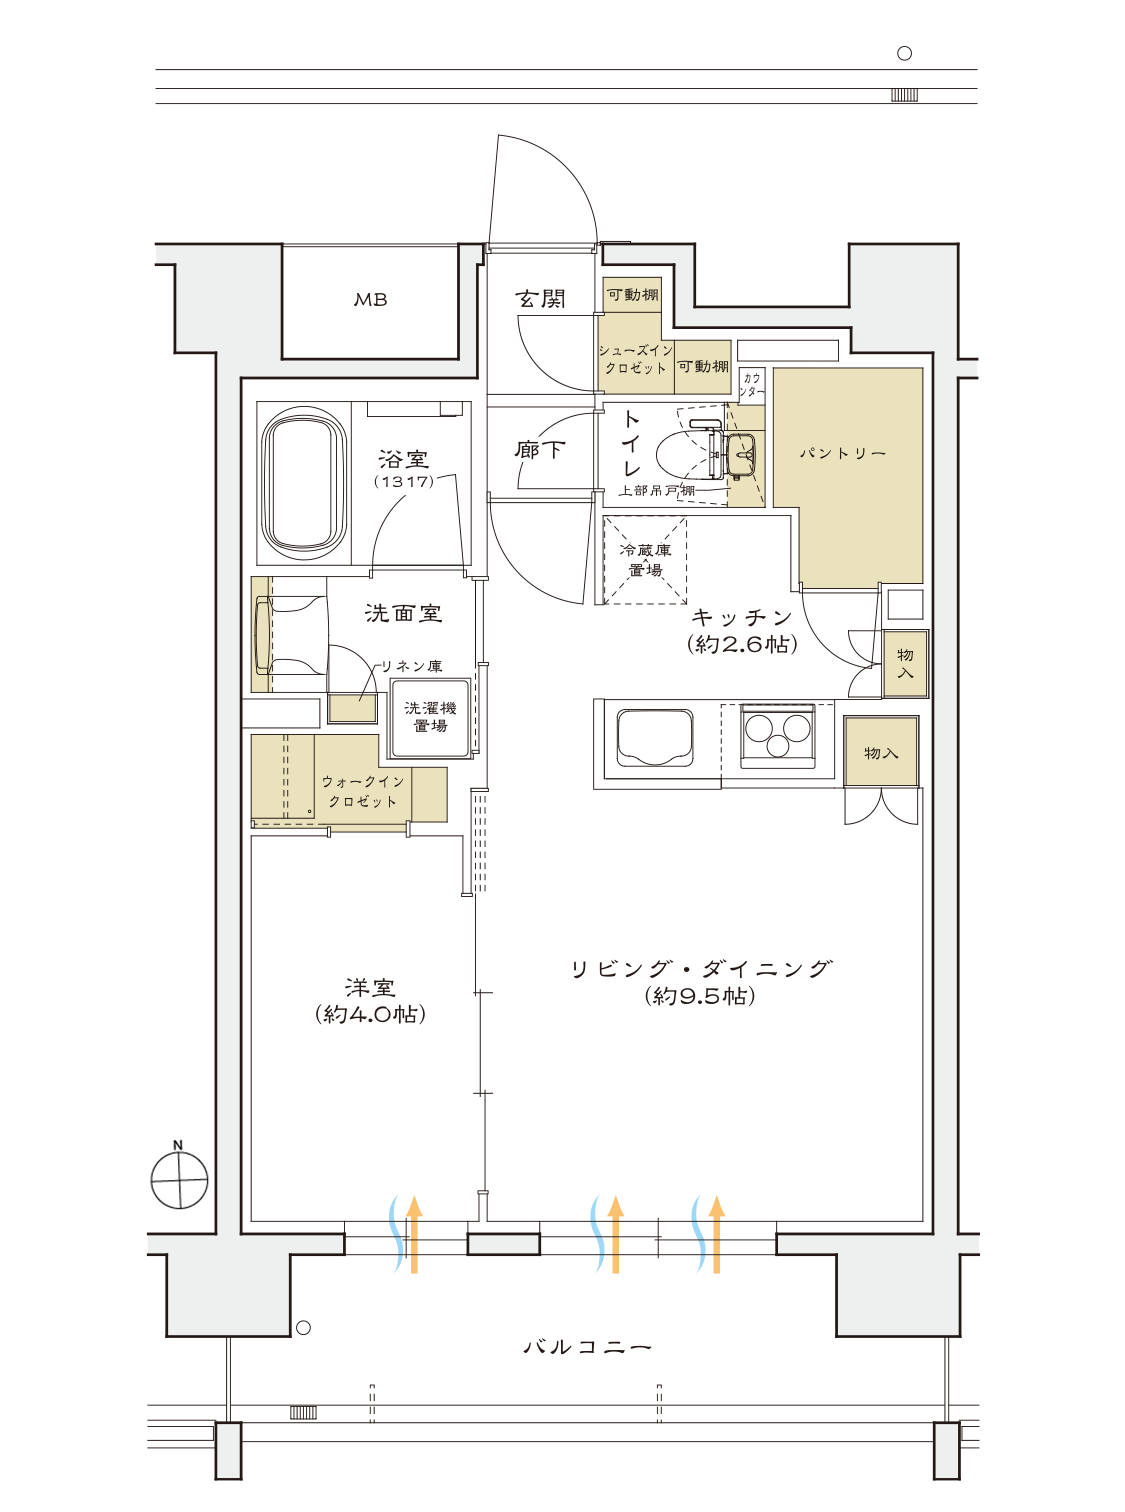 MB
玄関
可動棚
シューズイン
クロゼット
可動棚
カウ
ンター
トイレ
廊下
パントリー
浴室
(1317)
上部吊戸棚
冷蔵庫
置場
洗面室
キッチン
(約2.6帖)
リネン庫
物
入
洗濯機
置場
物入
ウォークイン
クロゼット
リビング・ダイニング
(約9.5帖)
洋室
(約4.0帖)
N
バルコニー